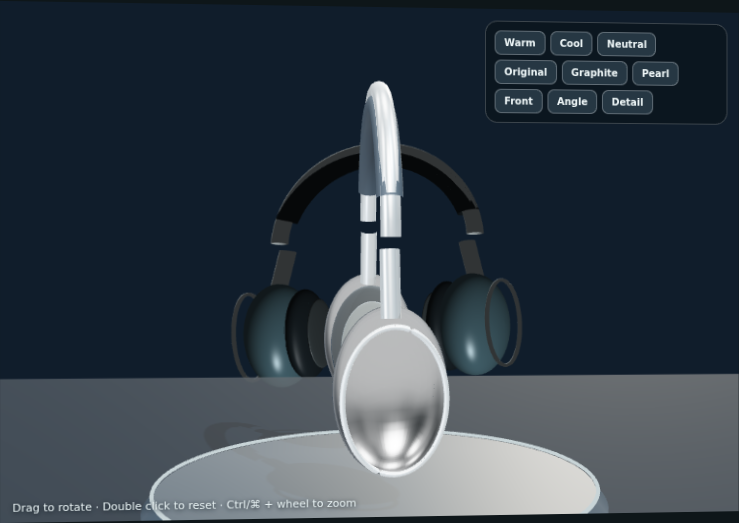 Warm Cool Neutral
Original Graphite Pearl
Front Angle Detail
Drag to rotate · Double click to reset · Ctrl/⌘ + wheel to zoom